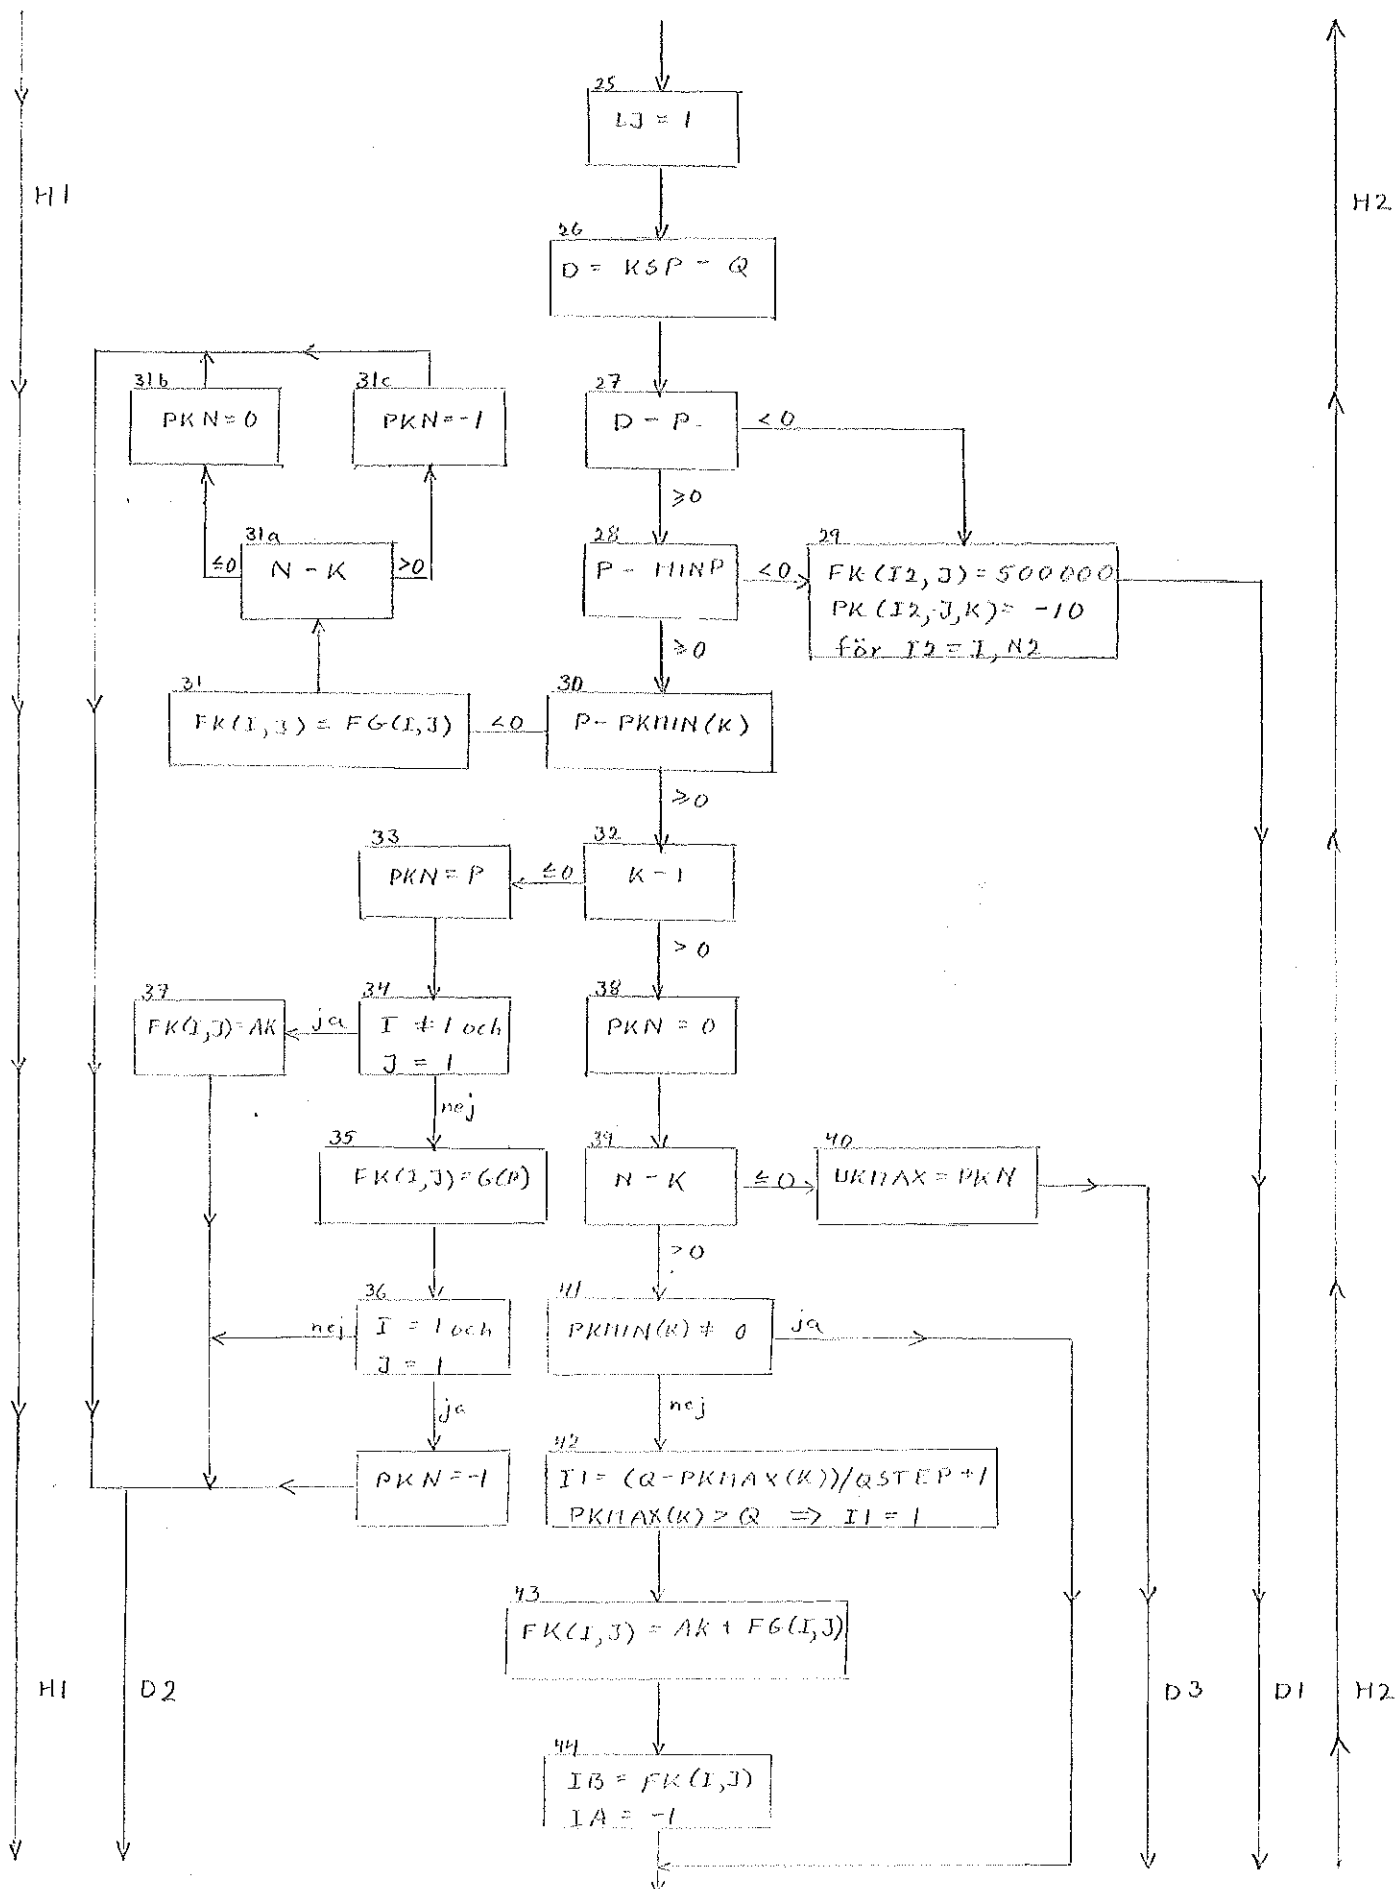 25
LJ = 1
H1
H2
26
D = KSP - Q
31b
PKN=0
31c
PKN=-1
27
D - P
<0
≥0
31a
N - K
≤0
>0
28
P - MINP
<0
29
FK(I2,J)=500000
PK(I2,J,K)= -10
för I2=I,N2
≥0
31
FK(I,J) = FG(I,J)
<0
30
P-PKMIN(K)
≥0
33
PKN=P
≤0
32
K-1
>0
37
FK(I,J)=AK
ja
34
I ≠ 1 och
J = 1
38
PKN=0
nej
35
FK(I,J)=G(P)
39
N-K
≤0
40
UKMAX=PKN
>0
36
I = 1 och
J = 1
nej
41
PKMIN(K) ≠ 0
ja
ja
nej
PKN=-1
42
I1= (Q-PKMAX(K))/QSTEP+1
PKMAX(K)>Q ⇒ I1=1
43
FK(I,J) = AK + FG(I,J)
H1
D2
D3
D1
H2
44
IB = FK(I,J)
IA = -1